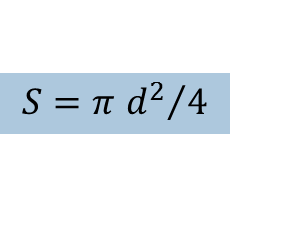 S = π d²/4